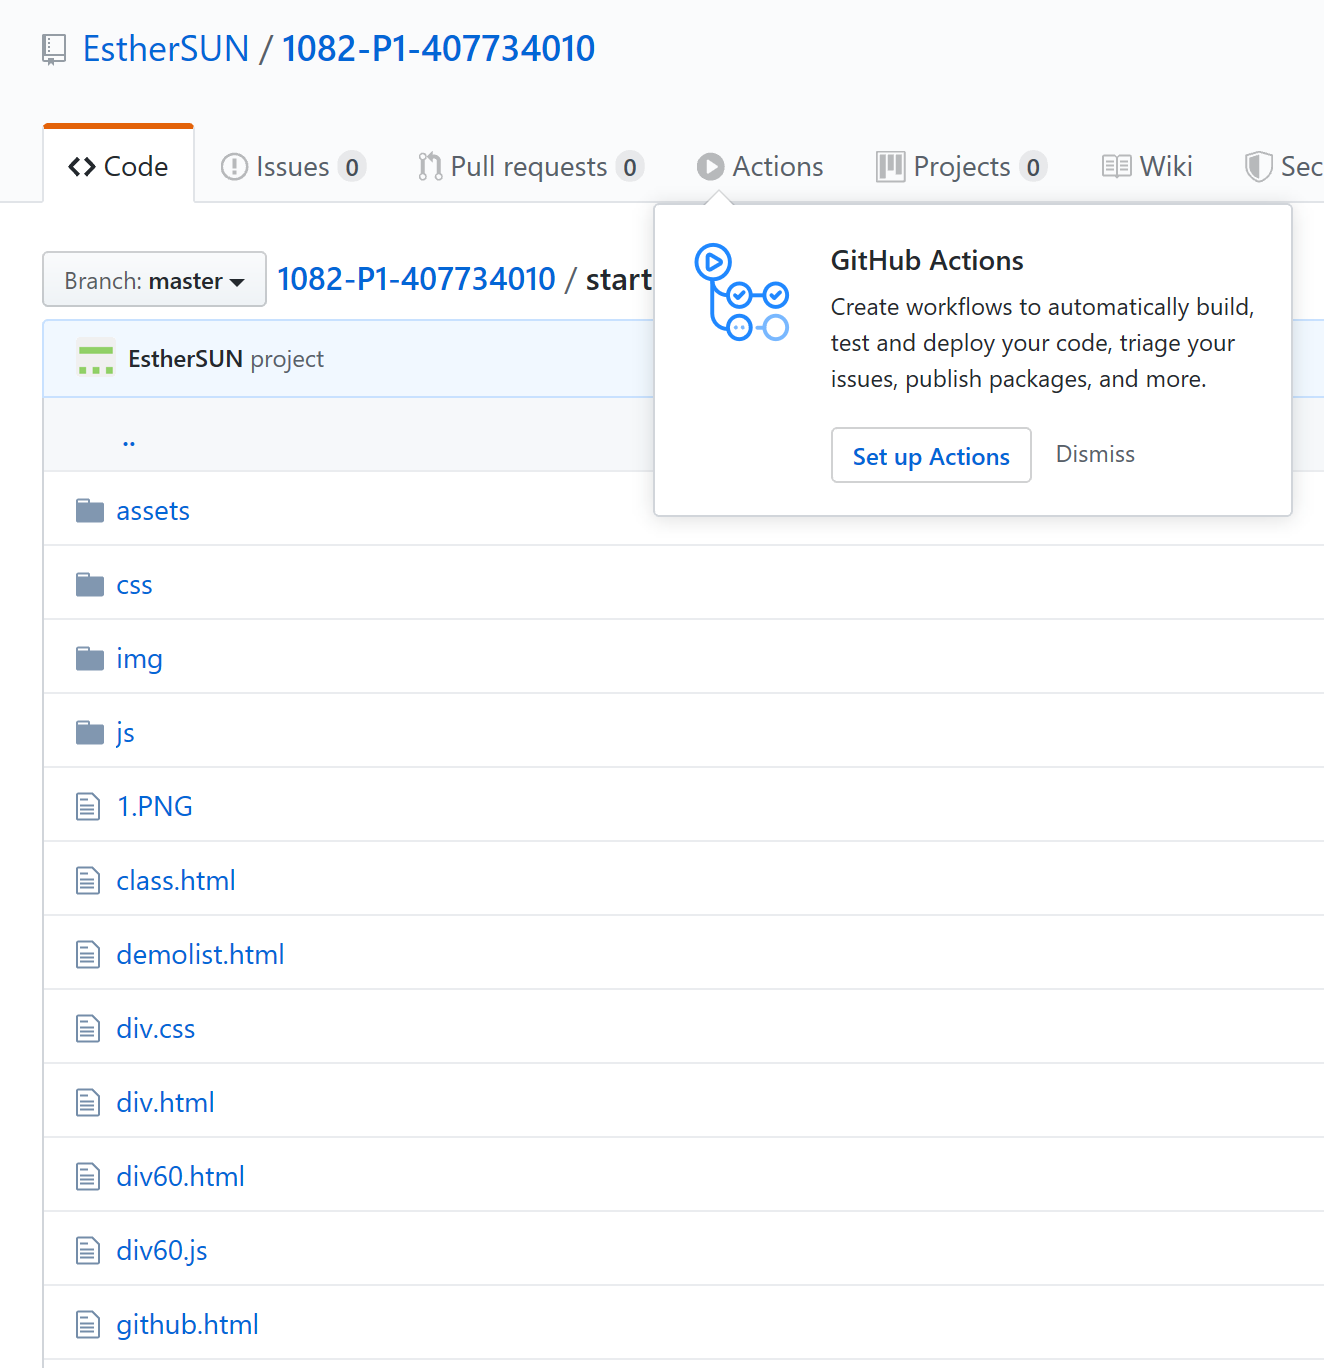 EstherSUN / 1082-P1-407734010
Code Issues 0 Pull requests 0 Actions Projects 0 Wiki Sec
Branch: master 1082-P1-407734010 / start
GitHub Actions
Create workflows to automatically build,
test and deploy your code, triage your
issues, publish packages, and more.
Set up Actions Dismiss
EstherSUN project
..
assets
css
img
js
1.PNG
class.html
demolist.html
div.css
div.html
div60.html
div60.js
github.html